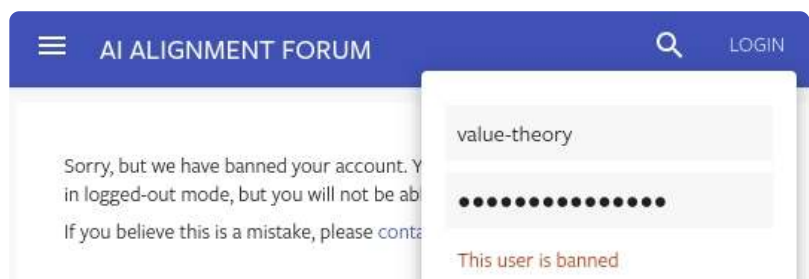 AI ALIGNMENT FORUM
LOGIN
value-theory
Sorry, but we have banned your account.
in logged-out mode, but you will not be
If you believe this is a mistake, please
•••••••••••••••
This user is banned